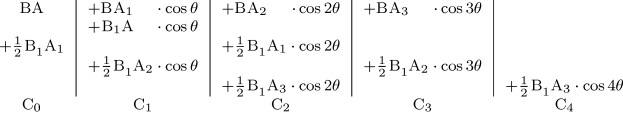 BA | +BA₁ · cos θ | +BA₂ · cos 2θ | +BA₃ · cos 3θ |
| +B₁A · cos θ | | |
+½B₁A₁ | | +½B₁A₁ · cos 2θ | |
| +½B₁A₂ · cos θ | | +½B₁A₂ · cos 3θ |
| | +½B₁A₃ · cos 2θ | | +½B₁A₃ · cos 4θ
C₀ C₁ C₂ C₃ C₄